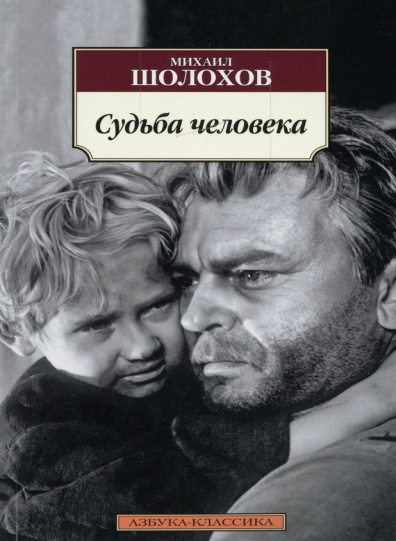 МИХАИЛ
ШОЛОХОВ
Судьба человека
АЗБУКА-КЛАССИКА